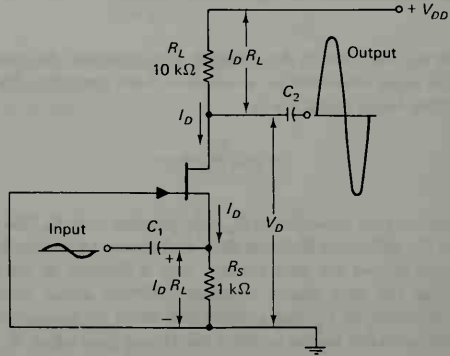 + V_DD
R_L
10 kΩ
I_D R_L
Output
C_2
I_D
I_D
V_D
Input
C_1
+
R_S
1 kΩ
I_D R_L
−